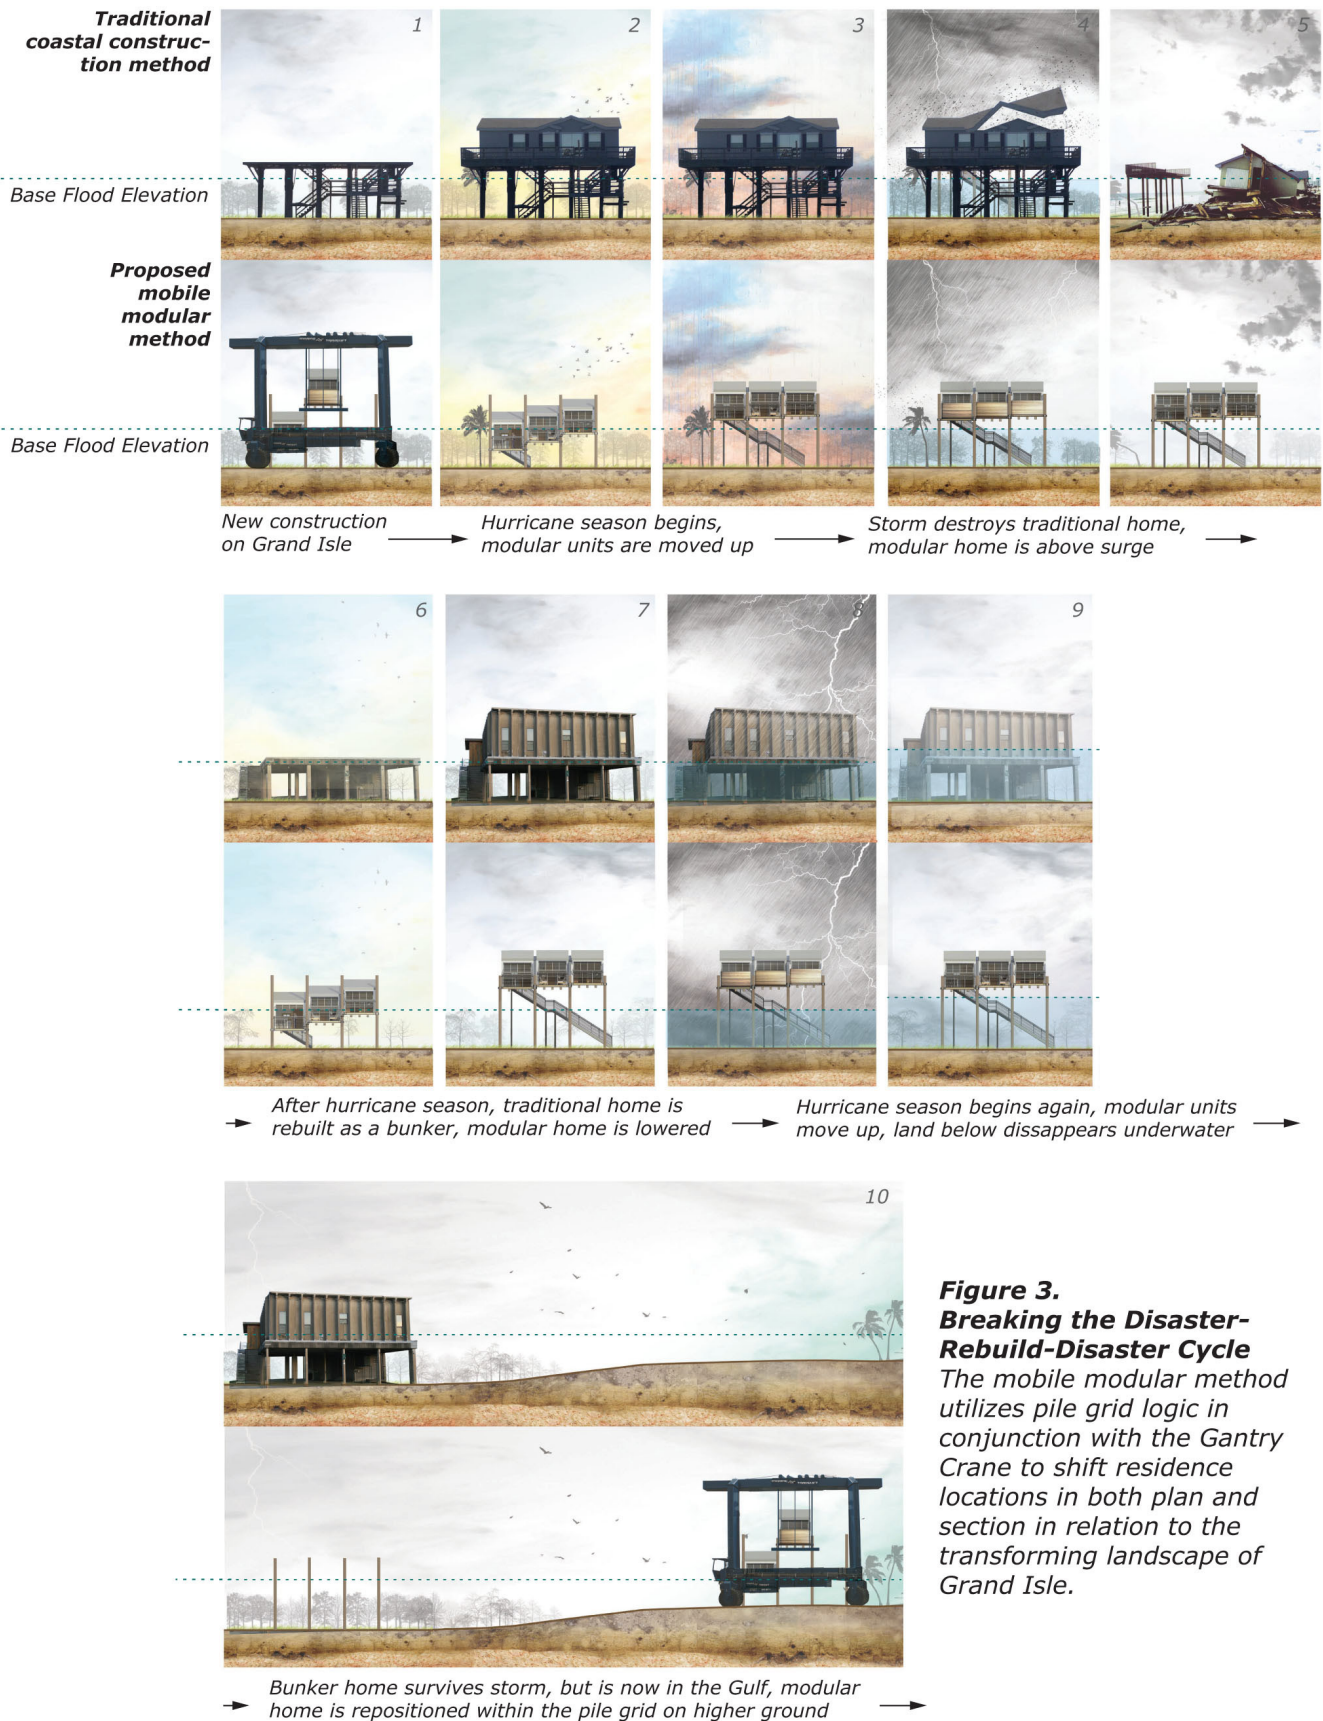 Traditional
coastal construc-
tion method
1
2
3
4
5
Base Flood Elevation
Proposed
mobile
modular
method
Base Flood Elevation
New construction
on Grand Isle
Hurricane season begins,
modular units are moved up
Storm destroys traditional home,
modular home is above surge
6
7
8
9
After hurricane season, traditional home is
rebuilt as a bunker, modular home is lowered
Hurricane season begins again, modular units
move up, land below dissappears underwater
10
Figure 3.
Breaking the Disaster-
Rebuild-Disaster Cycle
The mobile modular method
utilizes pile grid logic in
conjunction with the Gantry
Crane to shift residence
locations in both plan and
section in relation to the
transforming landscape of
Grand Isle.
Bunker home survives storm, but is now in the Gulf, modular
home is repositioned within the pile grid on higher ground